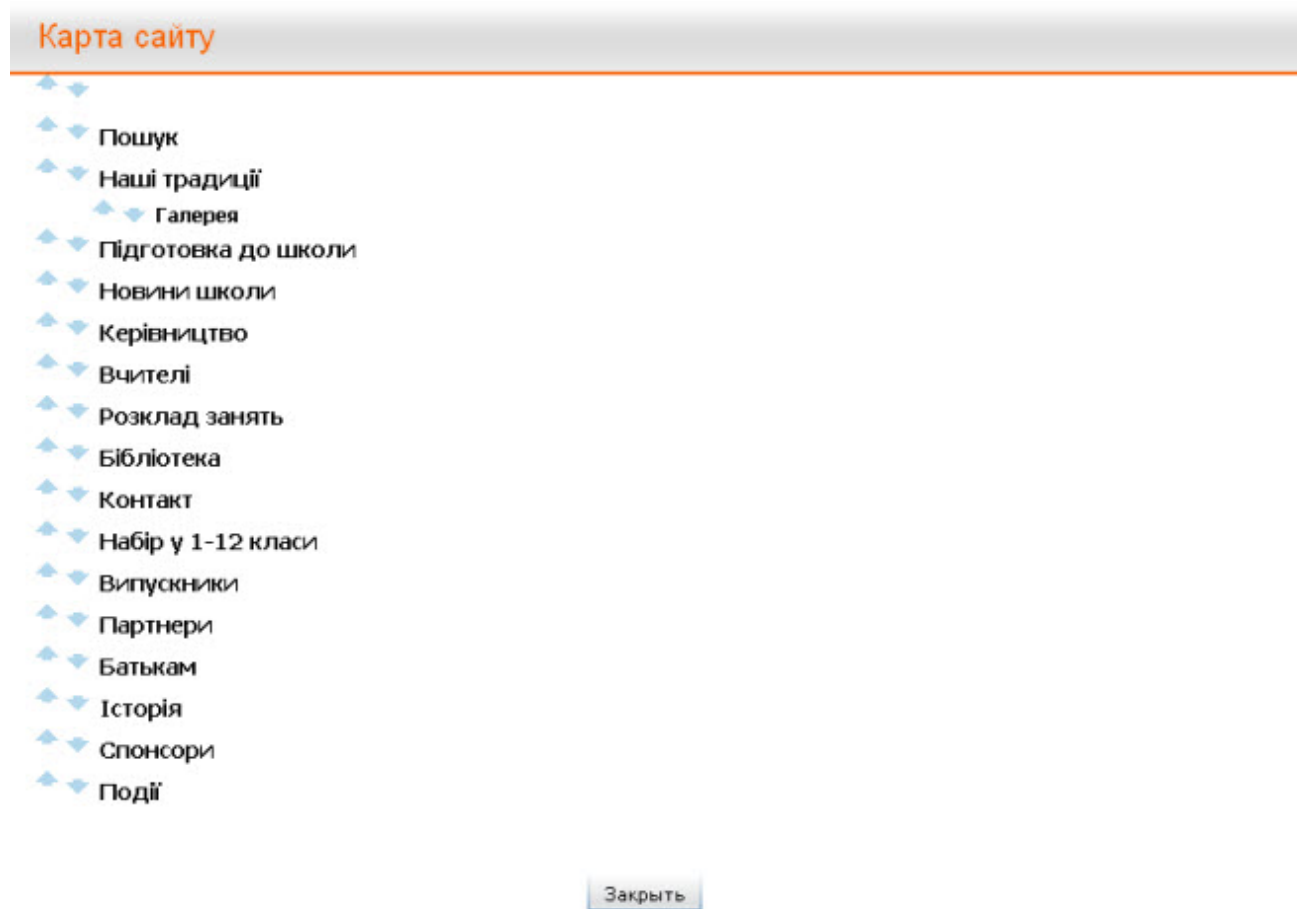 Карта сайту
Пошук
Наші традиції
Галерея
Підготовка до школи
Новини школи
Керівництво
Вчителі
Розклад занять
Бібліотека
Контакт
Набір у 1-12 класи
Випускники
Партнери
Батькам
Історія
Спонсори
Події
Закрыть